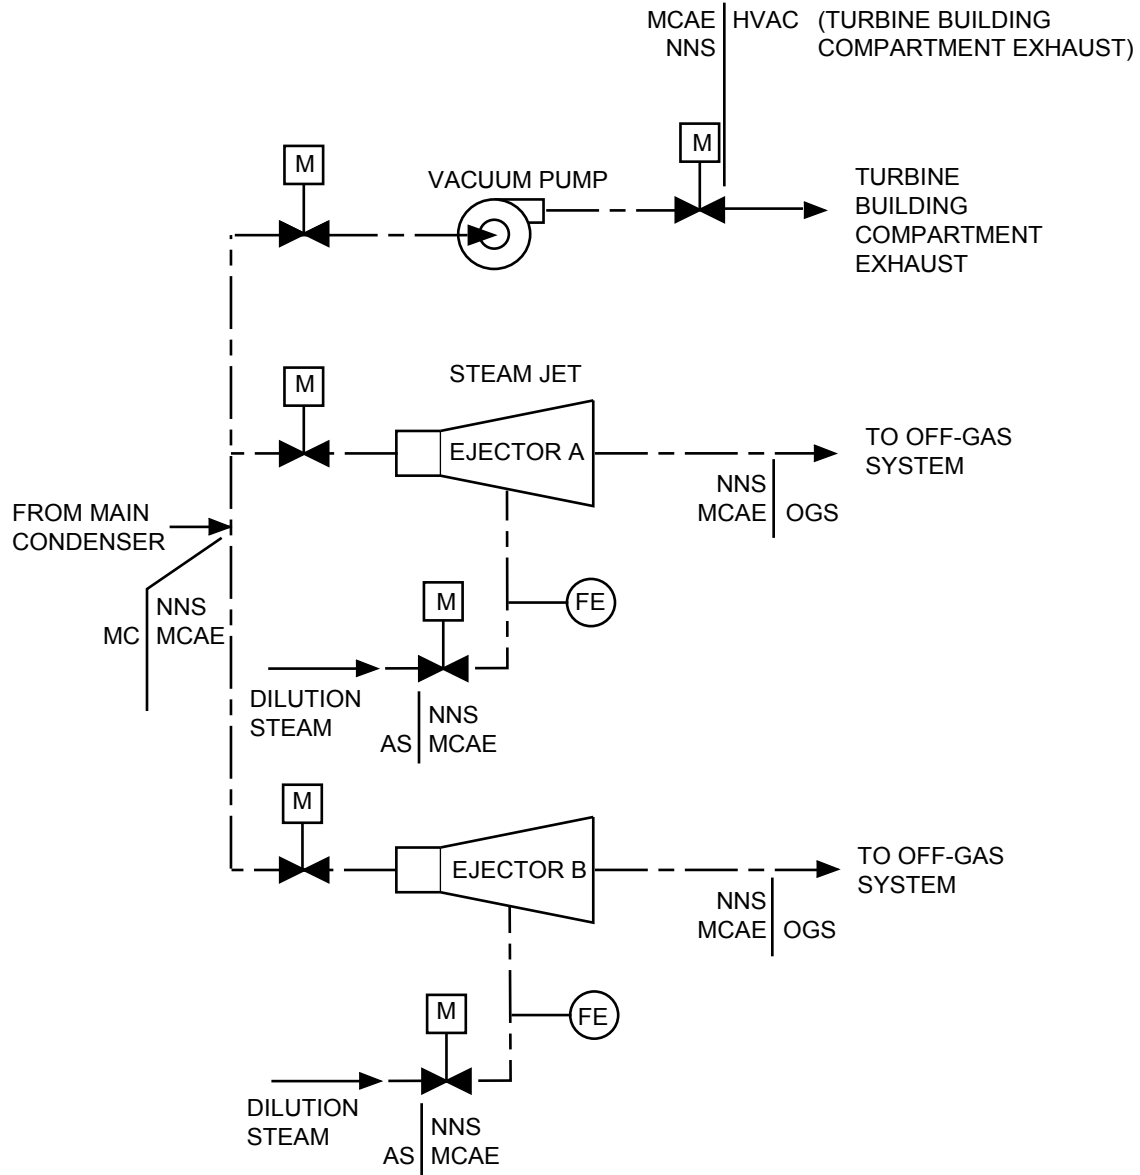 MCAE HVAC (TURBINE BUILDING
NNS COMPARTMENT EXHAUST)
M
M
VACUUM PUMP
TURBINE
BUILDING
COMPARTMENT
EXHAUST
M
STEAM JET
EJECTOR A
TO OFF-GAS
SYSTEM
NNS
MCAE OGS
FROM MAIN
CONDENSER
NNS
MC MCAE
M
FE
DILUTION
STEAM
NNS
AS MCAE
M
EJECTOR B
TO OFF-GAS
SYSTEM
NNS
MCAE OGS
M
FE
DILUTION
STEAM
NNS
AS MCAE